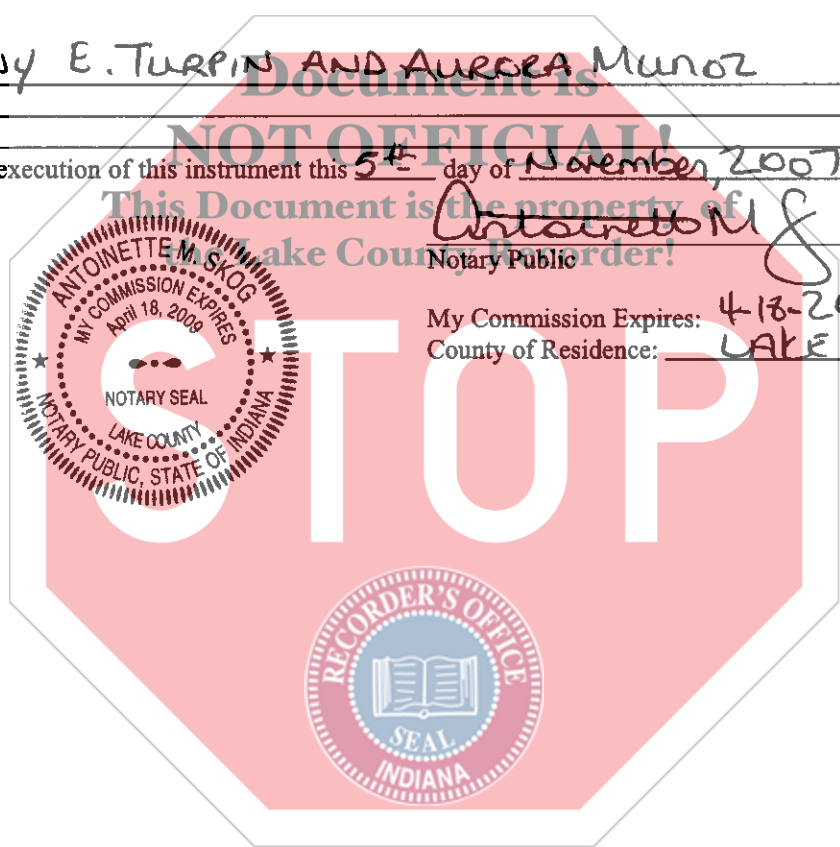 E. TURPIN AND AURORA Munoz
Document is
NOT OFFICIAL!
execution of this instrument this 5th day of November, 2007
This Document is the property of
the Lake County Recorder!
Antoinette M
Notary Public
My Commission Expires: 4-18-20
County of Residence: LAKE
ANTOINETTE M. SKOG
MY COMMISSION EXPIRES
April 18, 2009
NOTARY SEAL
LAKE COUNTY
NOTARY PUBLIC, STATE OF INDIANA
STOP
RECORDER'S OFFICE
SEAL
INDIANA